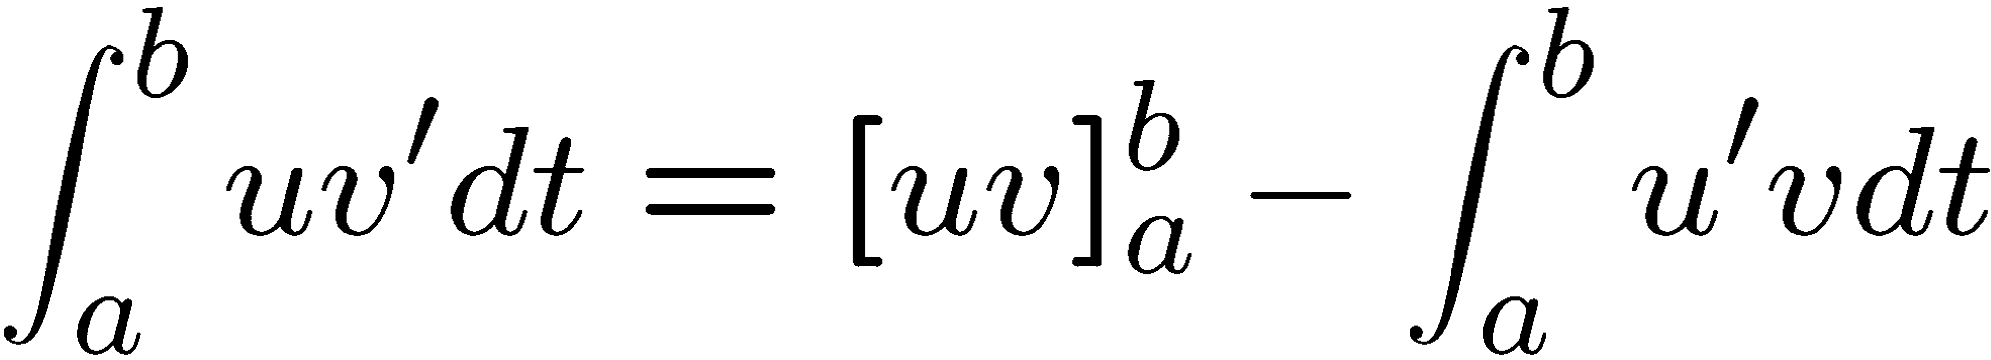 ∫_a^b uv′dt = [uv]_a^b − ∫_a^b u′vdt